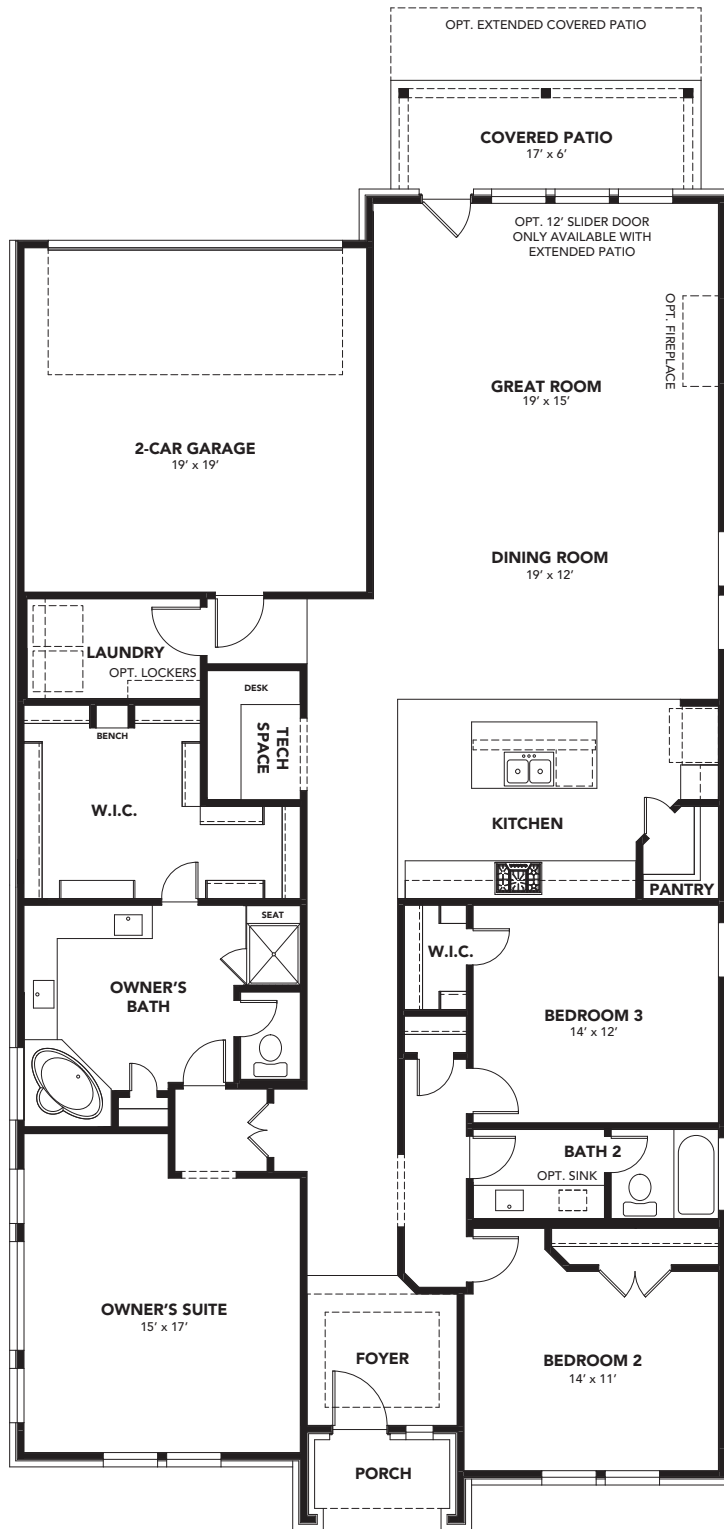 OPT. EXTENDED COVERED PATIO
COVERED PATIO
17’ x 6’
OPT. 12’ SLIDER DOOR
ONLY AVAILABLE WITH
EXTENDED PATIO
OPT. FIREPLACE
GREAT ROOM
19’ x 15’
2-CAR GARAGE
19’ x 19’
DINING ROOM
19’ x 12’
LAUNDRY
OPT. LOCKERS
DESK
TECH
SPACE
BENCH
W.I.C.
KITCHEN
PANTRY
SEAT
OWNER’S
BATH
W.I.C.
BEDROOM 3
14’ x 12’
BATH 2
OPT. SINK
OWNER’S SUITE
15’ x 17’
FOYER
BEDROOM 2
14’ x 11’
PORCH